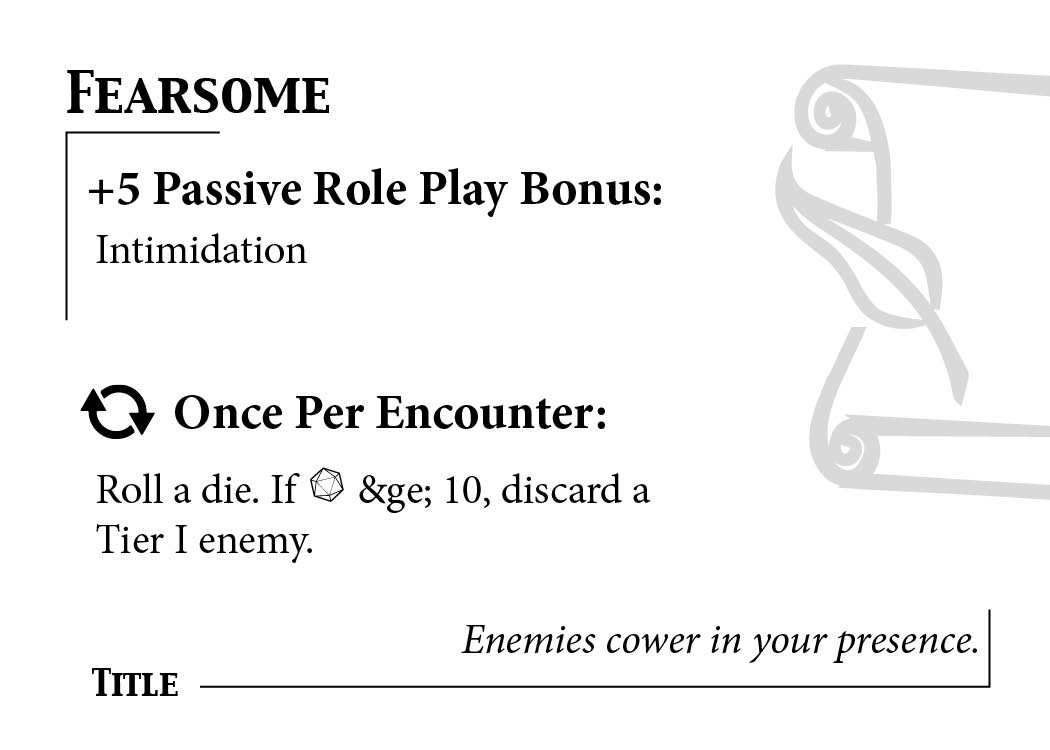 Fearsome
+5 Passive Role Play Bonus:
Intimidation
Once Per Encounter:
Roll a die. If &ge; 10, discard a
Tier I enemy.
Enemies cower in your presence.
Title